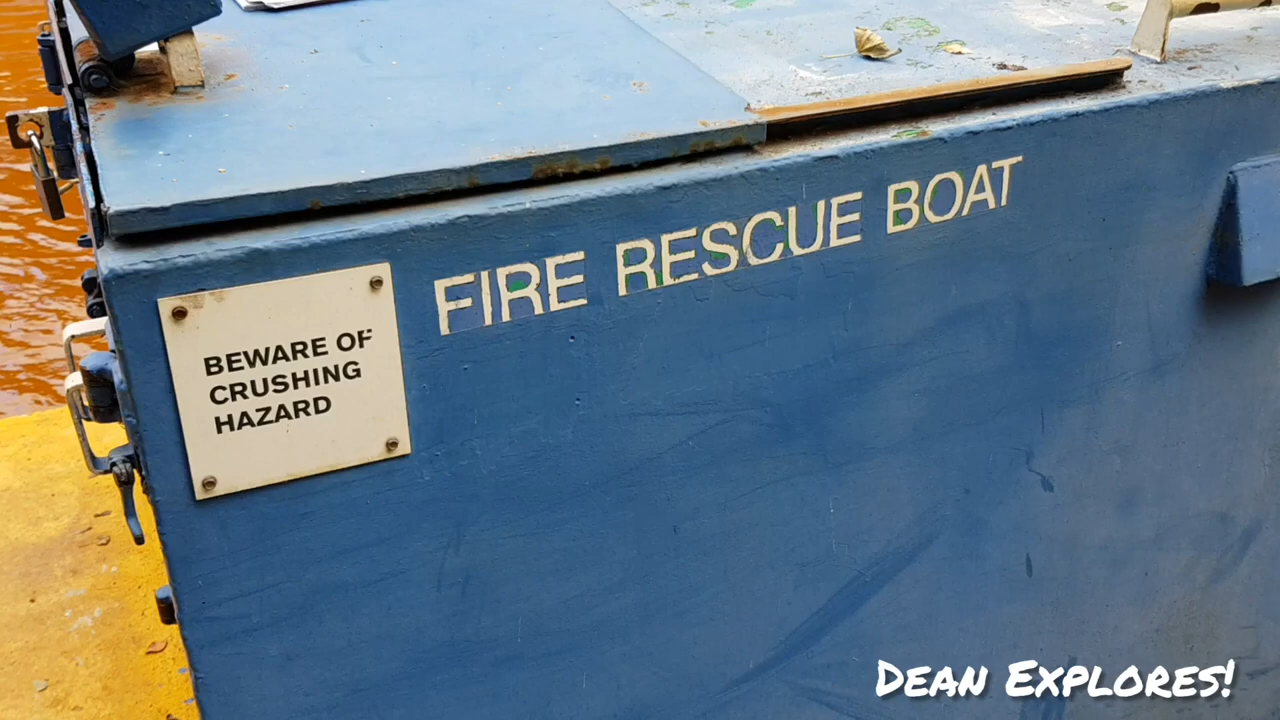 FIRE RESCUE BOAT
BEWARE OF
CRUSHING
HAZARD
Dean Explores!